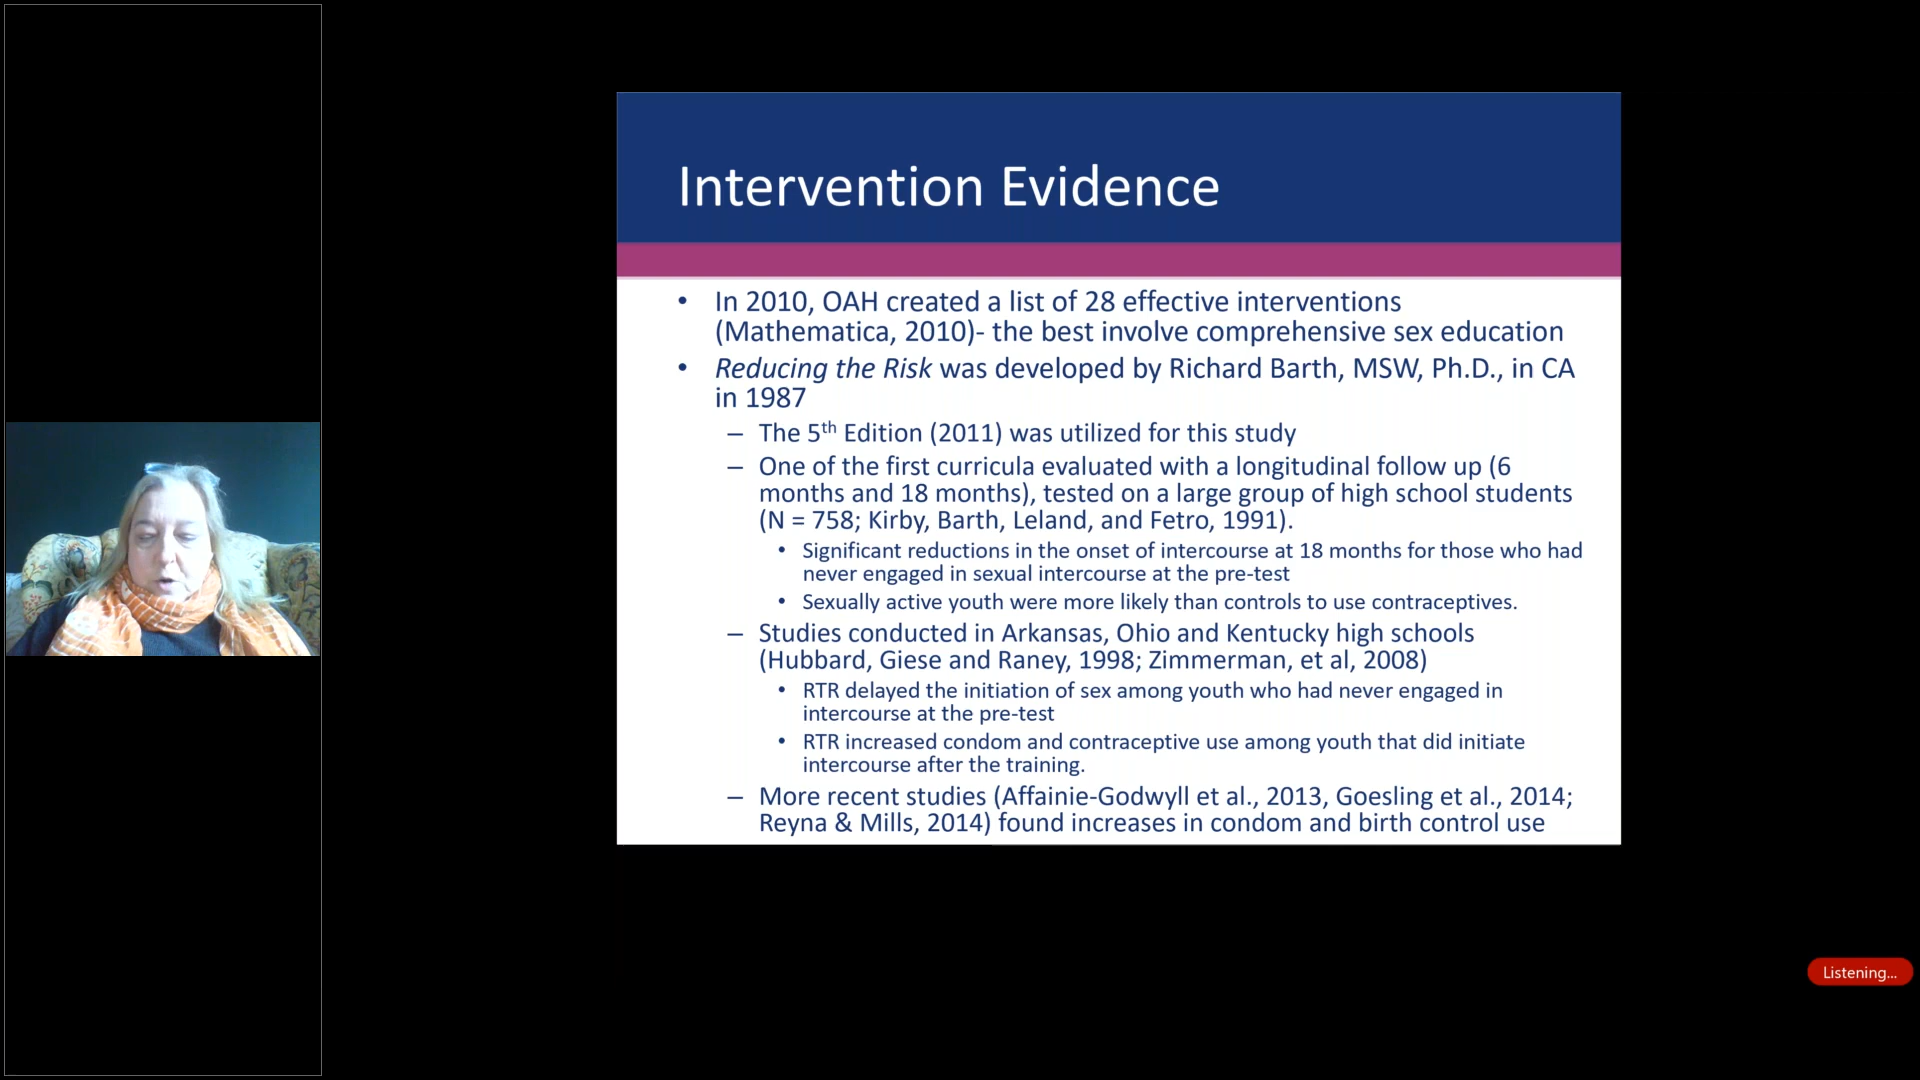 Intervention Evidence
• In 2010, OAH created a list of 28 effective interventions
(Mathematica, 2010)- the best involve comprehensive sex education
• Reducing the Risk was developed by Richard Barth, MSW, Ph.D., in CA
in 1987
– The 5th Edition (2011) was utilized for this study
– One of the first curricula evaluated with a longitudinal follow up (6
months and 18 months), tested on a large group of high school students
(N = 758; Kirby, Barth, Leland, and Fetro, 1991).
• Significant reductions in the onset of intercourse at 18 months for those who had
never engaged in sexual intercourse at the pre-test
• Sexually active youth were more likely than controls to use contraceptives.
– Studies conducted in Arkansas, Ohio and Kentucky high schools
(Hubbard, Giese and Raney, 1998; Zimmerman, et al, 2008)
• RTR delayed the initiation of sex among youth who had never engaged in
intercourse at the pre-test
• RTR increased condom and contraceptive use among youth that did initiate
intercourse after the training.
– More recent studies (Affainie-Godwyll et al., 2013, Goesling et al., 2014;
Reyna & Mills, 2014) found increases in condom and birth control use
Listening...